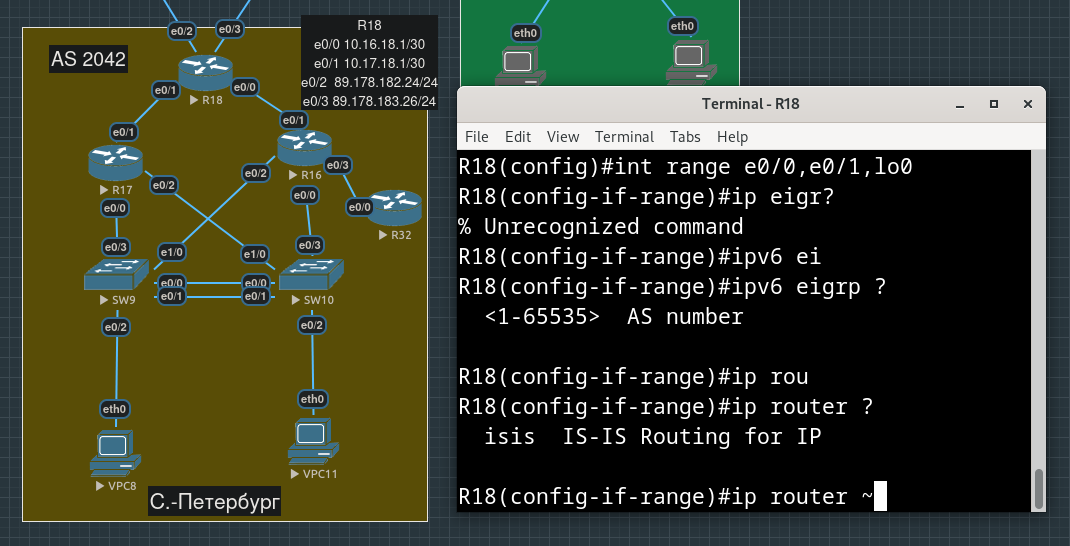 e0/2
e0/3
AS 2042
R18
e0/0 10.16.18.1/30
e0/1 10.17.18.1/30
e0/2 89.178.182.24/24
e0/3 89.178.183.26/24
e0/1
e0/0
R18
e0/1
e0/1
R17
R16
e0/2
e0/2
e0/3
e0/0
e0/0
e0/0
R32
e0/3
e1/0
e1/0
e0/3
e0/0
e0/0
e0/1
e0/1
SW9
SW10
e0/2
e0/2
eth0
eth0
VPC8
VPC11
С.-Петербург
eth0
eth0
Terminal - R18
File Edit View Terminal Tabs Help
R18(config)#int range e0/0,e0/1,lo0
R18(config-if-range)#ip eigr?
% Unrecognized command
R18(config-if-range)#ipv6 ei
R18(config-if-range)#ipv6 eigrp ?
<1-65535> AS number
R18(config-if-range)#ip rou
R18(config-if-range)#ip router ?
isis IS-IS Routing for IP
R18(config-if-range)#ip router ~